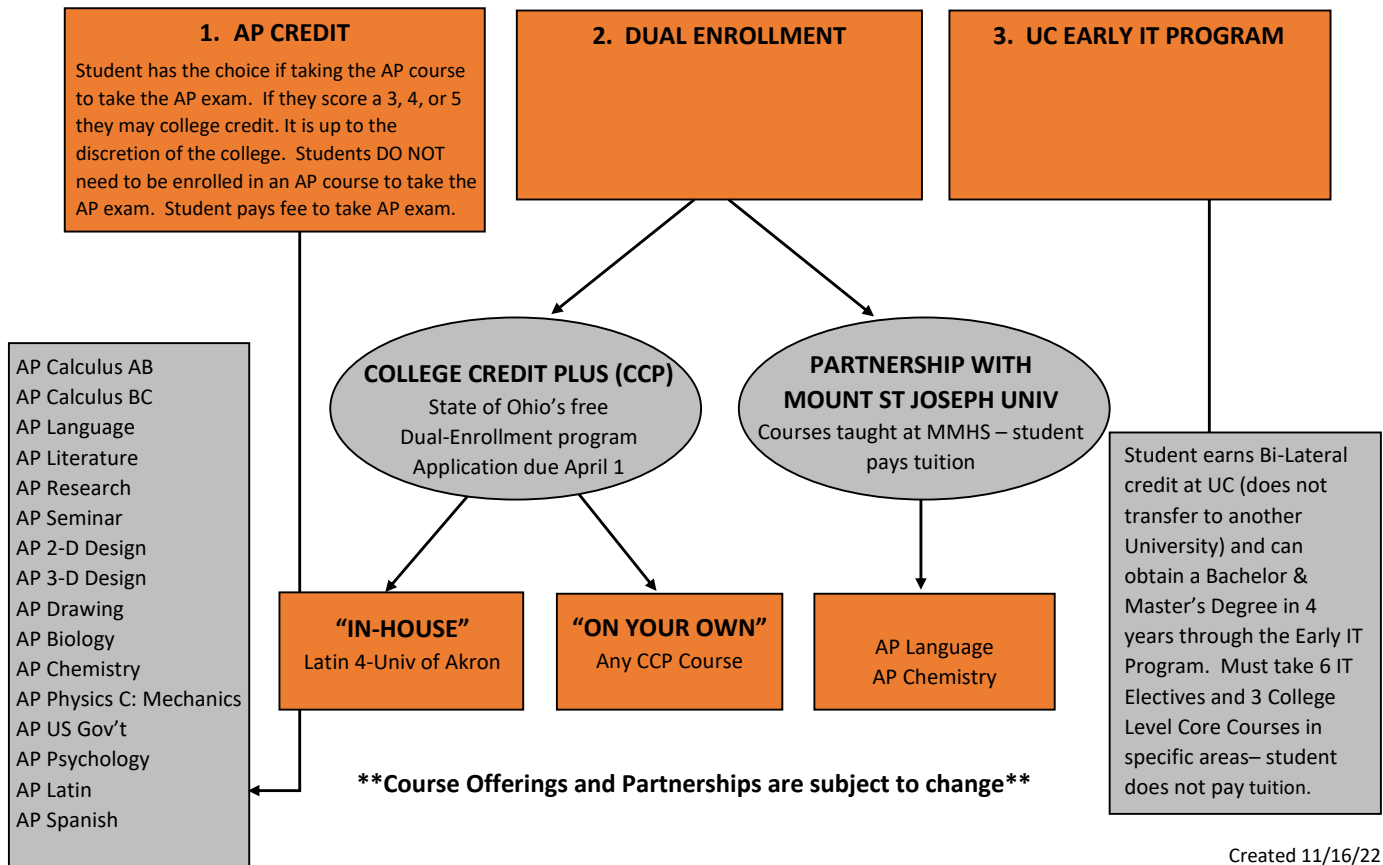 1. AP CREDIT
Student has the choice if taking the AP course
to take the AP exam. If they score a 3, 4, or 5
they may college credit. It is up to the
discretion of the college. Students DO NOT
need to be enrolled in an AP course to take the
AP exam. Student pays fee to take AP exam.
2. DUAL ENROLLMENT
3. UC EARLY IT PROGRAM
AP Calculus AB
AP Calculus BC
AP Language
AP Literature
AP Research
AP Seminar
AP 2-D Design
AP 3-D Design
AP Drawing
AP Biology
AP Chemistry
AP Physics C: Mechanics
AP US Gov’t
AP Psychology
AP Latin
AP Spanish
COLLEGE CREDIT PLUS (CCP)
State of Ohio’s free
Dual-Enrollment program
Application due April 1
PARTNERSHIP WITH
MOUNT ST JOSEPH UNIV
Courses taught at MMHS – student
pays tuition
“IN-HOUSE”
Latin 4-Univ of Akron
“ON YOUR OWN”
Any CCP Course
AP Language
AP Chemistry
Student earns Bi-Lateral
credit at UC (does not
transfer to another
University) and can
obtain a Bachelor &
Master’s Degree in 4
years through the Early IT
Program. Must take 6 IT
Electives and 3 College
Level Core Courses in
specific areas– student
does not pay tuition.
**Course Offerings and Partnerships are subject to change**
Created 11/16/22